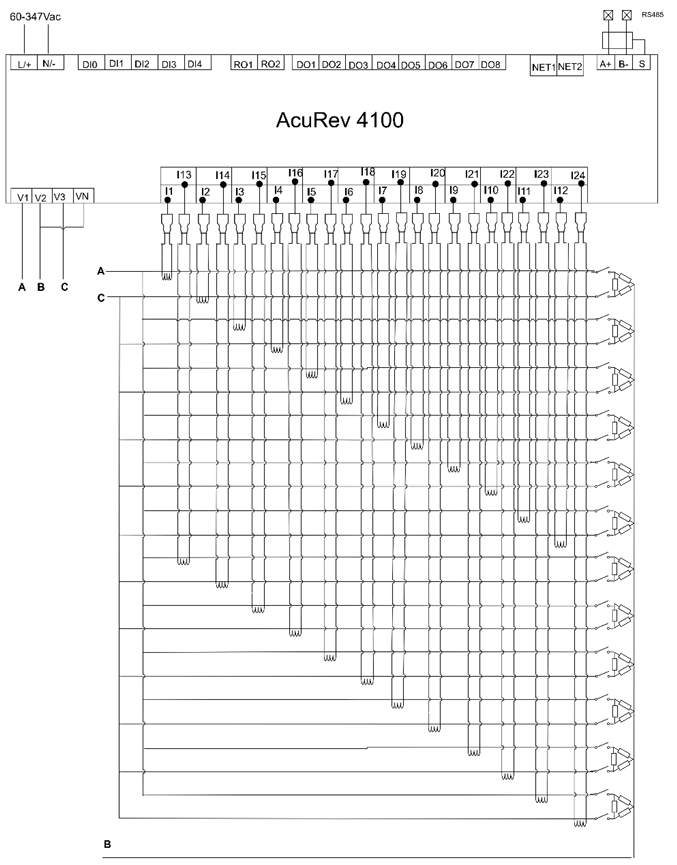 60-347Vac
RS485
L/+ N/- DI0 DI1 DI2 DI3 DI4 RO1 RO2 DO1 DO2 DO3 DO4 DO5 DO6 DO7 DO8 NET1 NET2 A+ B- S
AcuRev 4100
I13 I14 I15 I16 I17 I18 I19 I20 I21 I22 I23 I24
V1 V2 V3 VN I1 I2 I3 I4 I5 I6 I7 I8 I9 I10 I11 I12
A
A B C
C
B